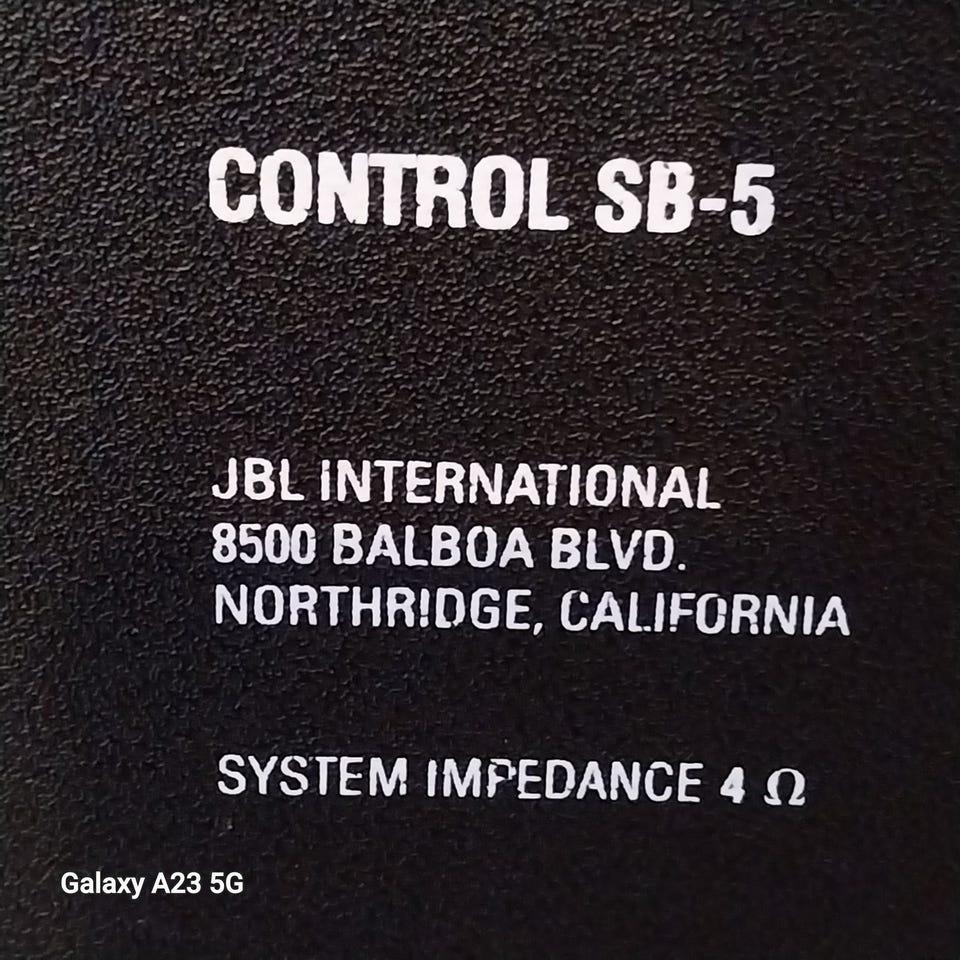 CONTROL SB-5
JBL INTERNATIONAL
8500 BALBOA BLVD.
NORTHRIDGE, CALIFORNIA
SYSTEM IMPEDANCE 4 Ω
Galaxy A23 5G